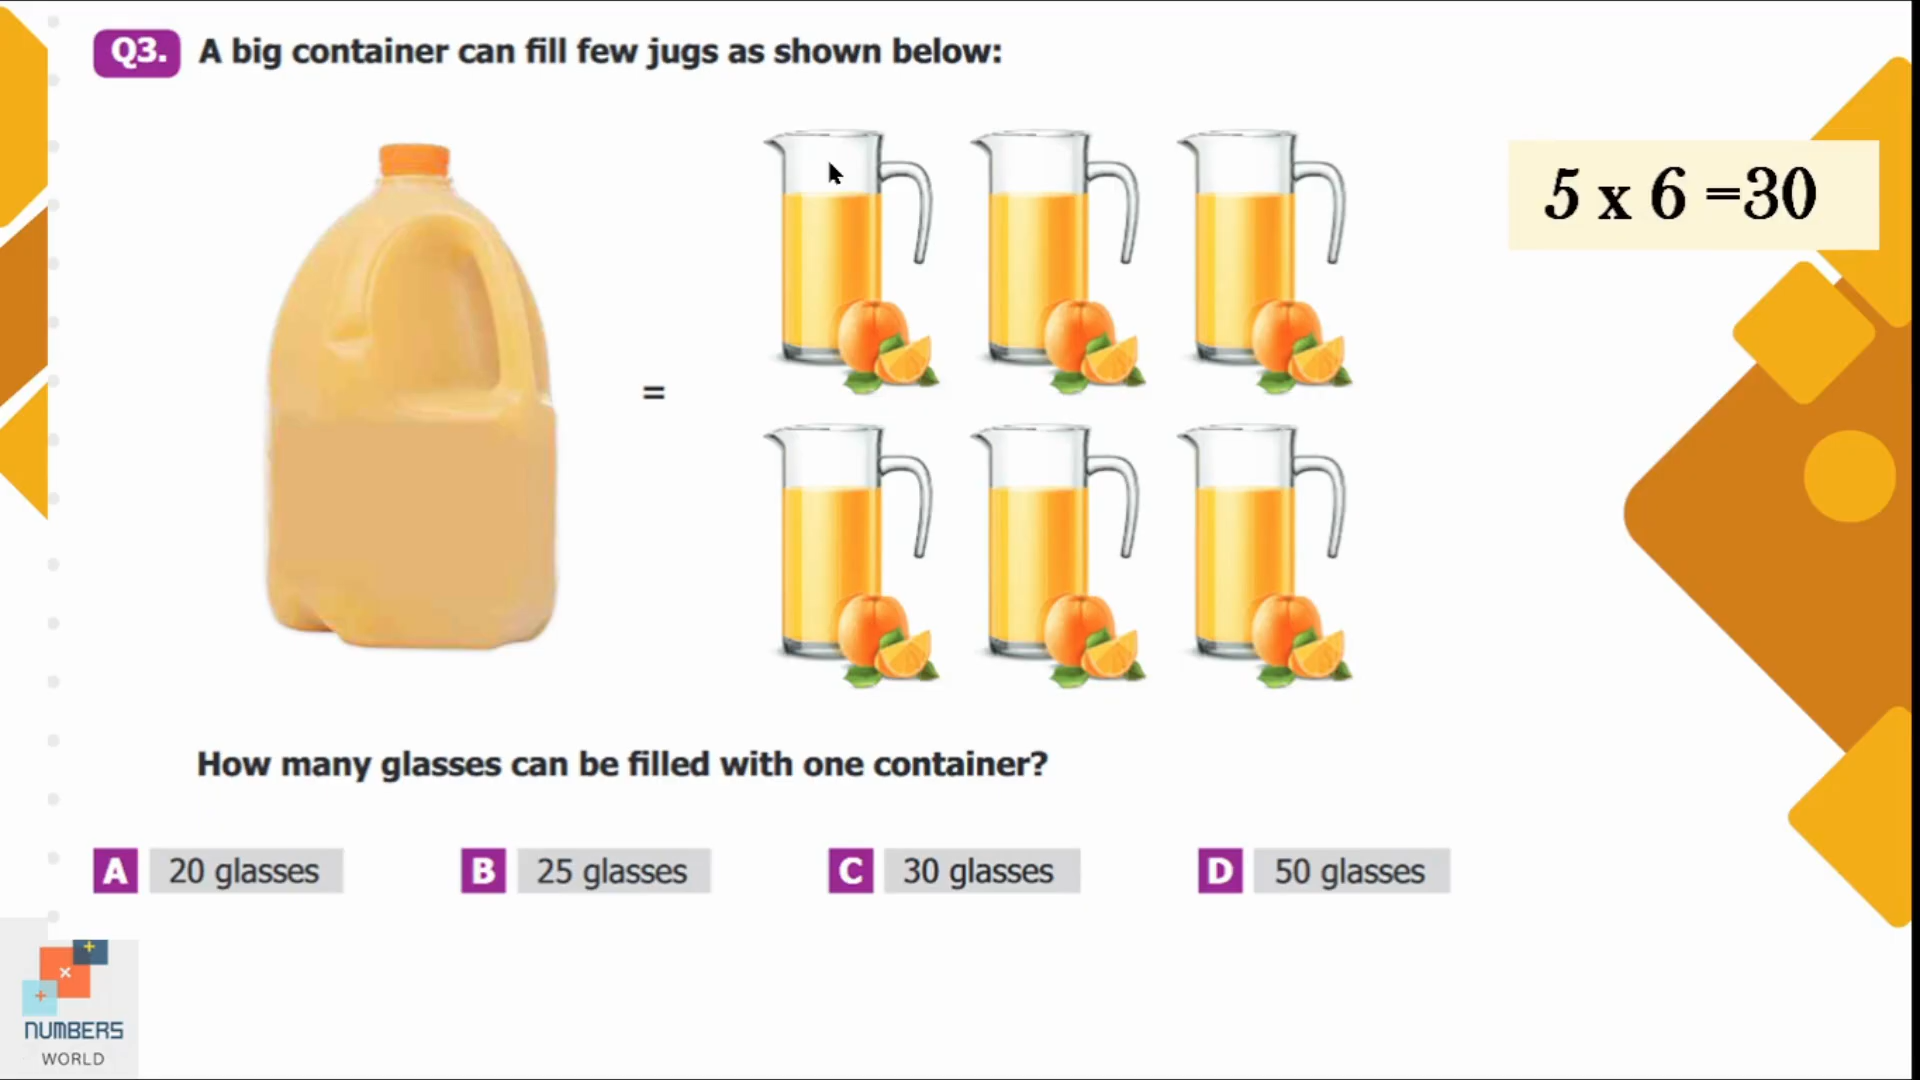 Q3. A big container can fill few jugs as shown below:
5 x 6 =30
=
How many glasses can be filled with one container?
A 20 glasses B 25 glasses C 30 glasses D 50 glasses
+
×
+
NUMBERS
WORLD